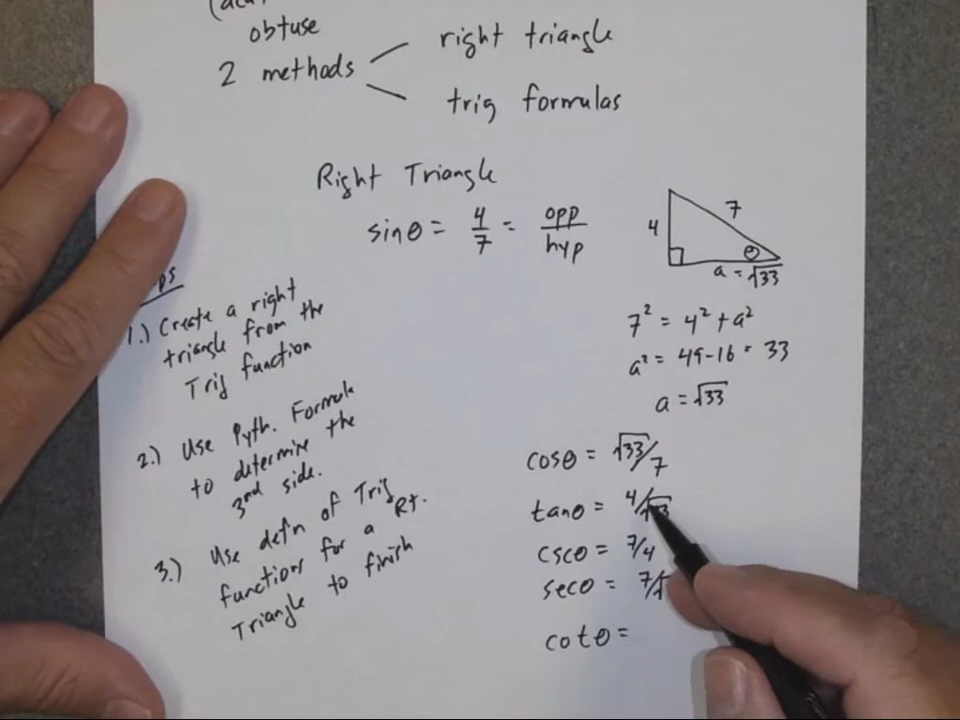 obtuse
2 methods
right triangle
trig formulas
Right Triangle
sinθ = 4/7 = opp/hyp
4
7
θ
a = √33
7² = 4² + a²
a² = 49-16 = 33
a = √33
1.) Create a right
triangle from the
Trig function
2.) Use Pyth. Formula
to determine the
3rd side.
3.) Use def'n of Trig
functions for a Rt.
Triangle to finish
cosθ = √33/7
tanθ = 4/√33
cscθ = 7/4
secθ = 7/√
cotθ =